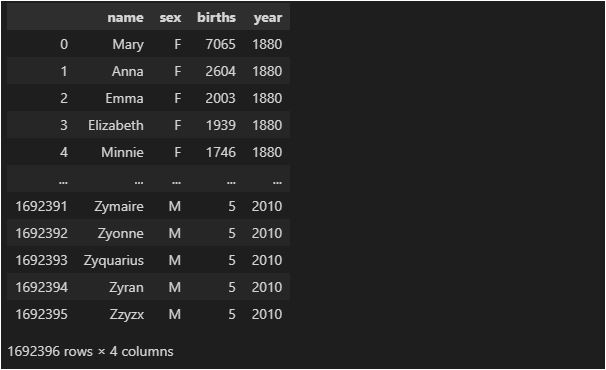 name sex births year
0 Mary F 7065 1880
1 Anna F 2604 1880
2 Emma F 2003 1880
3 Elizabeth F 1939 1880
4 Minnie F 1746 1880
... ... ... ... ...
1692391 Zymaire M 5 2010
1692392 Zyonne M 5 2010
1692393 Zyquarius M 5 2010
1692394 Zyran M 5 2010
1692395 Zzyzx M 5 2010
1692396 rows × 4 columns